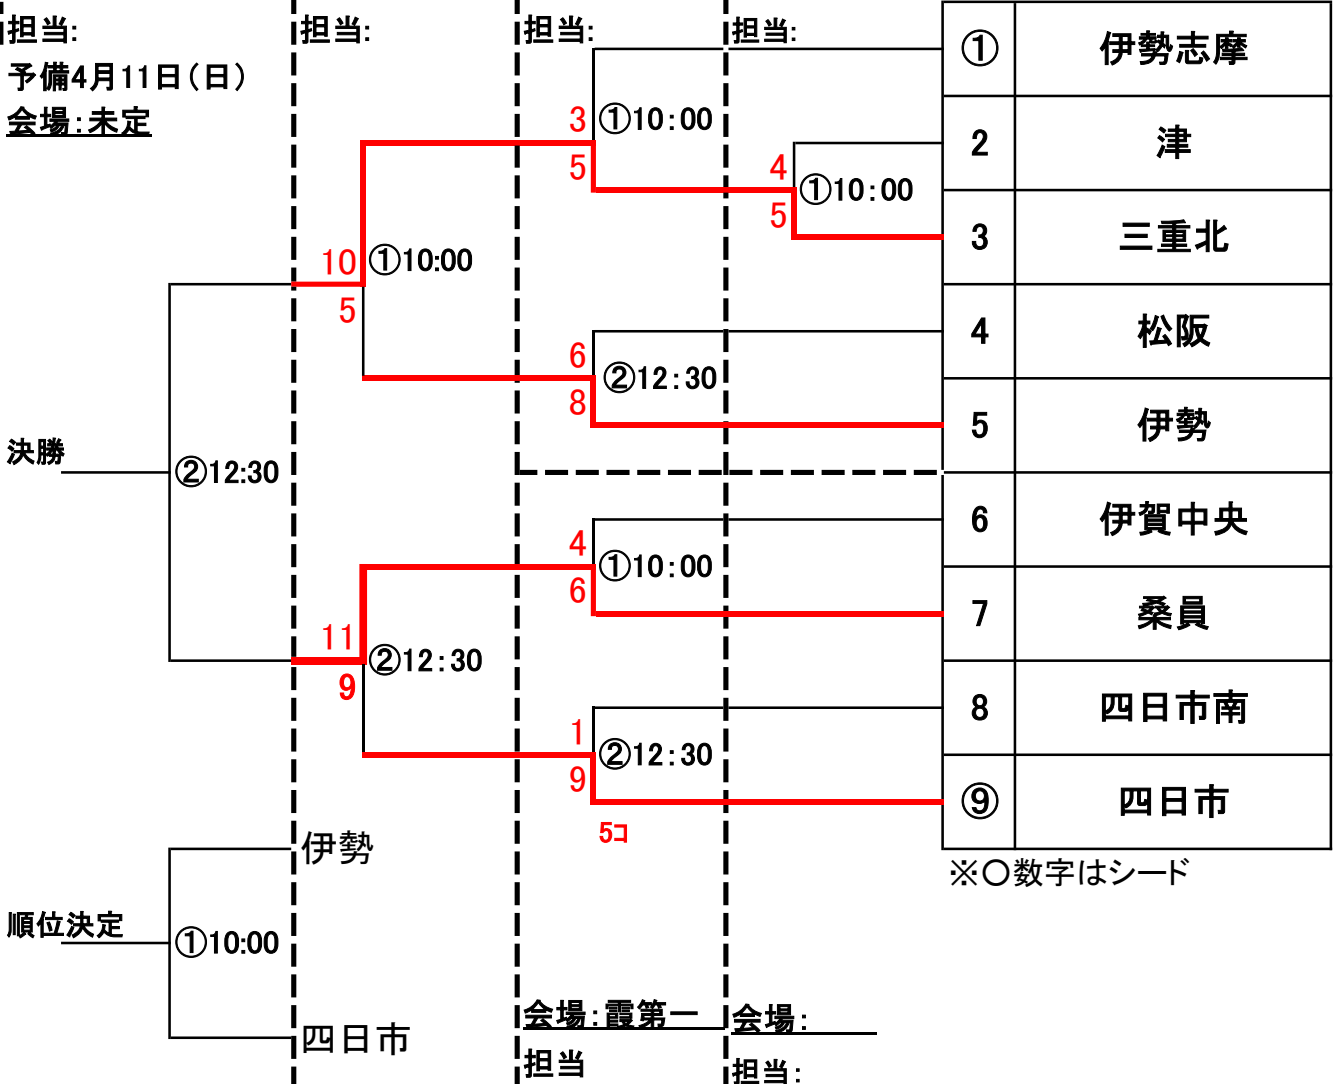 担当:
担当:
担当:
担当:
予備4月11日(日)
会場:未定
① 伊勢志摩
2 津
3 三重北
4 松阪
5 伊勢
6 伊賀中央
7 桑員
8 四日市南
⑨ 四日市
※〇数字はシード
3
①10:00
5
4
①10:00
5
10
①10:00
5
6
②12:30
8
決勝
②12:30
4
①10:00
6
11
②12:30
9
1
②12:30
9
5コ
伊勢
順位決定
①10:00
四日市
会場:霞第一
担当
会場:
担当: